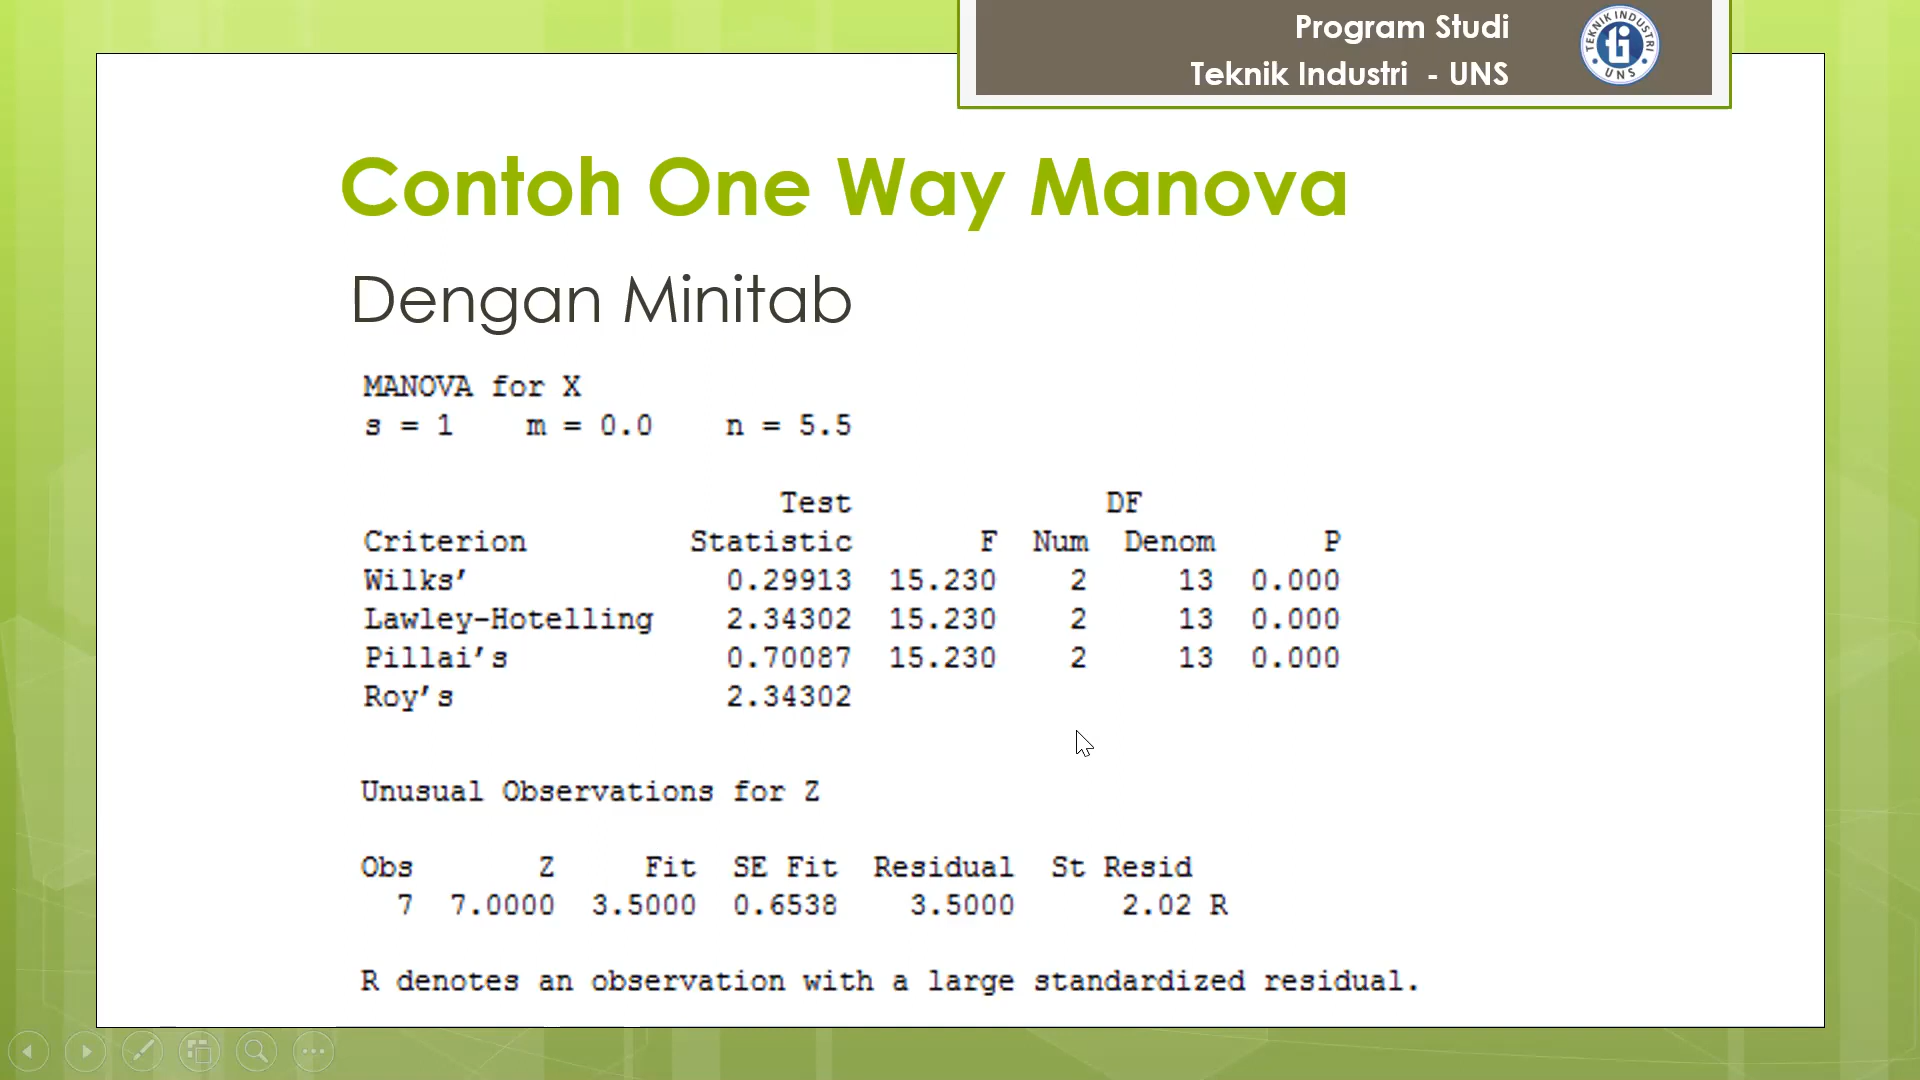 Program Studi
Teknik Industri - UNS
TEKNIK INDUSTRI
ti
UNS
Contoh One Way Manova
Dengan Minitab
MANOVA for X
s = 1 m = 0.0 n = 5.5
Test DF
Criterion Statistic F Num Denom P
Wilks’ 0.29913 15.230 2 13 0.000
Lawley-Hotelling 2.34302 15.230 2 13 0.000
Pillai’s 0.70087 15.230 2 13 0.000
Roy’s 2.34302
Unusual Observations for Z
Obs Z Fit SE Fit Residual St Resid
7 7.0000 3.5000 0.6538 3.5000 2.02 R
R denotes an observation with a large standardized residual.